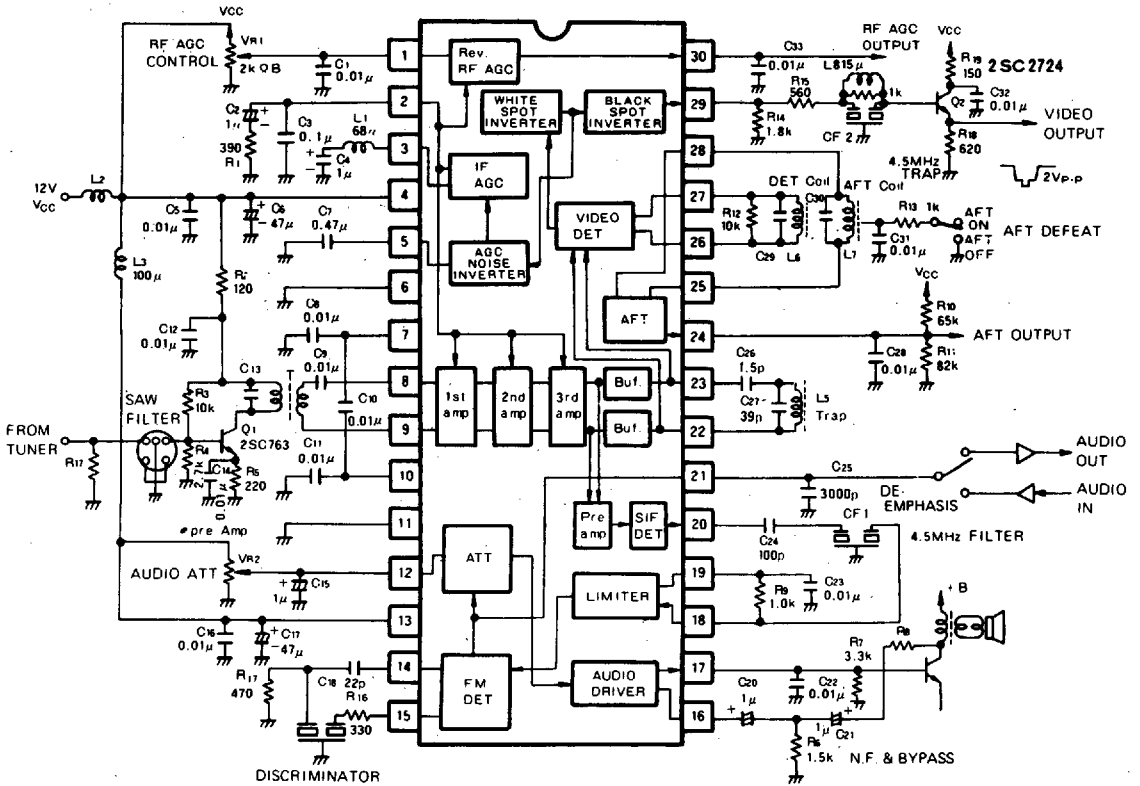 VCC
RF AGC
CONTROL
VR1
2kΩB
C1
0.01μ
C2
1μ
390
R1
C3
0.1μ
L1
68μ
C4
1μ
L2
12V
VCC
C5
0.01μ
C6
47μ
C7
0.47μ
L3
100μ
120
C12
0.01μ
C8
0.01μ
C9
0.01μ
C13
T
C10
0.01μ
C11
0.01μ
R3
10k
SAW
FILTER
FROM
TUNER
R17
R4
2.7k
Q1
2SC763
C14
0.01μ
R5
220
pre Amp
AUDIO ATT
VR2
C15
1μ
C16
0.01μ
C17
47μ
R17
470
C18
22p
R16
330
DISCRIMINATOR
1
2
3
4
5
6
7
8
9
10
11
12
13
14
15
Rev.
RF AGC
WHITE
SPOT
INVERTER
BLACK
SPOT
INVERTER
IF
AGC
VIDEO
DET
AGC
NOISE
INVERTER
AFT
1st
amp
2nd
amp
3rd
amp
Buf.
Buf.
Pre
amp
SIF
DET
ATT
LIMITER
FM
DET
AUDIO
DRIVER
30
29
28
27
26
25
24
23
22
21
20
19
18
17
16
C33
0.01μ
RF AGC
OUTPUT
R15
560
L815μ
1k
R14
1.8k
CF2
VCC
R19
150
2SC2724
Q2
C32
0.01μ
VIDEO
OUTPUT
R18
620
4.5MHz
TRAP
2VP-P
DET
Coil
AFT Coil
R12
10k
C29
L6
C30
L7
R13
1k
C31
0.01μ
AFT
ON
AFT
OFF
AFT DEFEAT
VCC
R10
65k
AFT OUTPUT
C28
0.01μ
R11
82k
C26
1.5p
C27
39p
L5
Trap
C25
3000p
DE-
EMPHASIS
AUDIO
OUT
AUDIO
IN
CF1
C24
100p
4.5MHz FILTER
R9
1.0k
C23
0.01μ
+B
R8
R7
3.3k
C22
0.01μ
C20
1μ
1μ
C21
R6
1.5k
N.F. & BYPASS